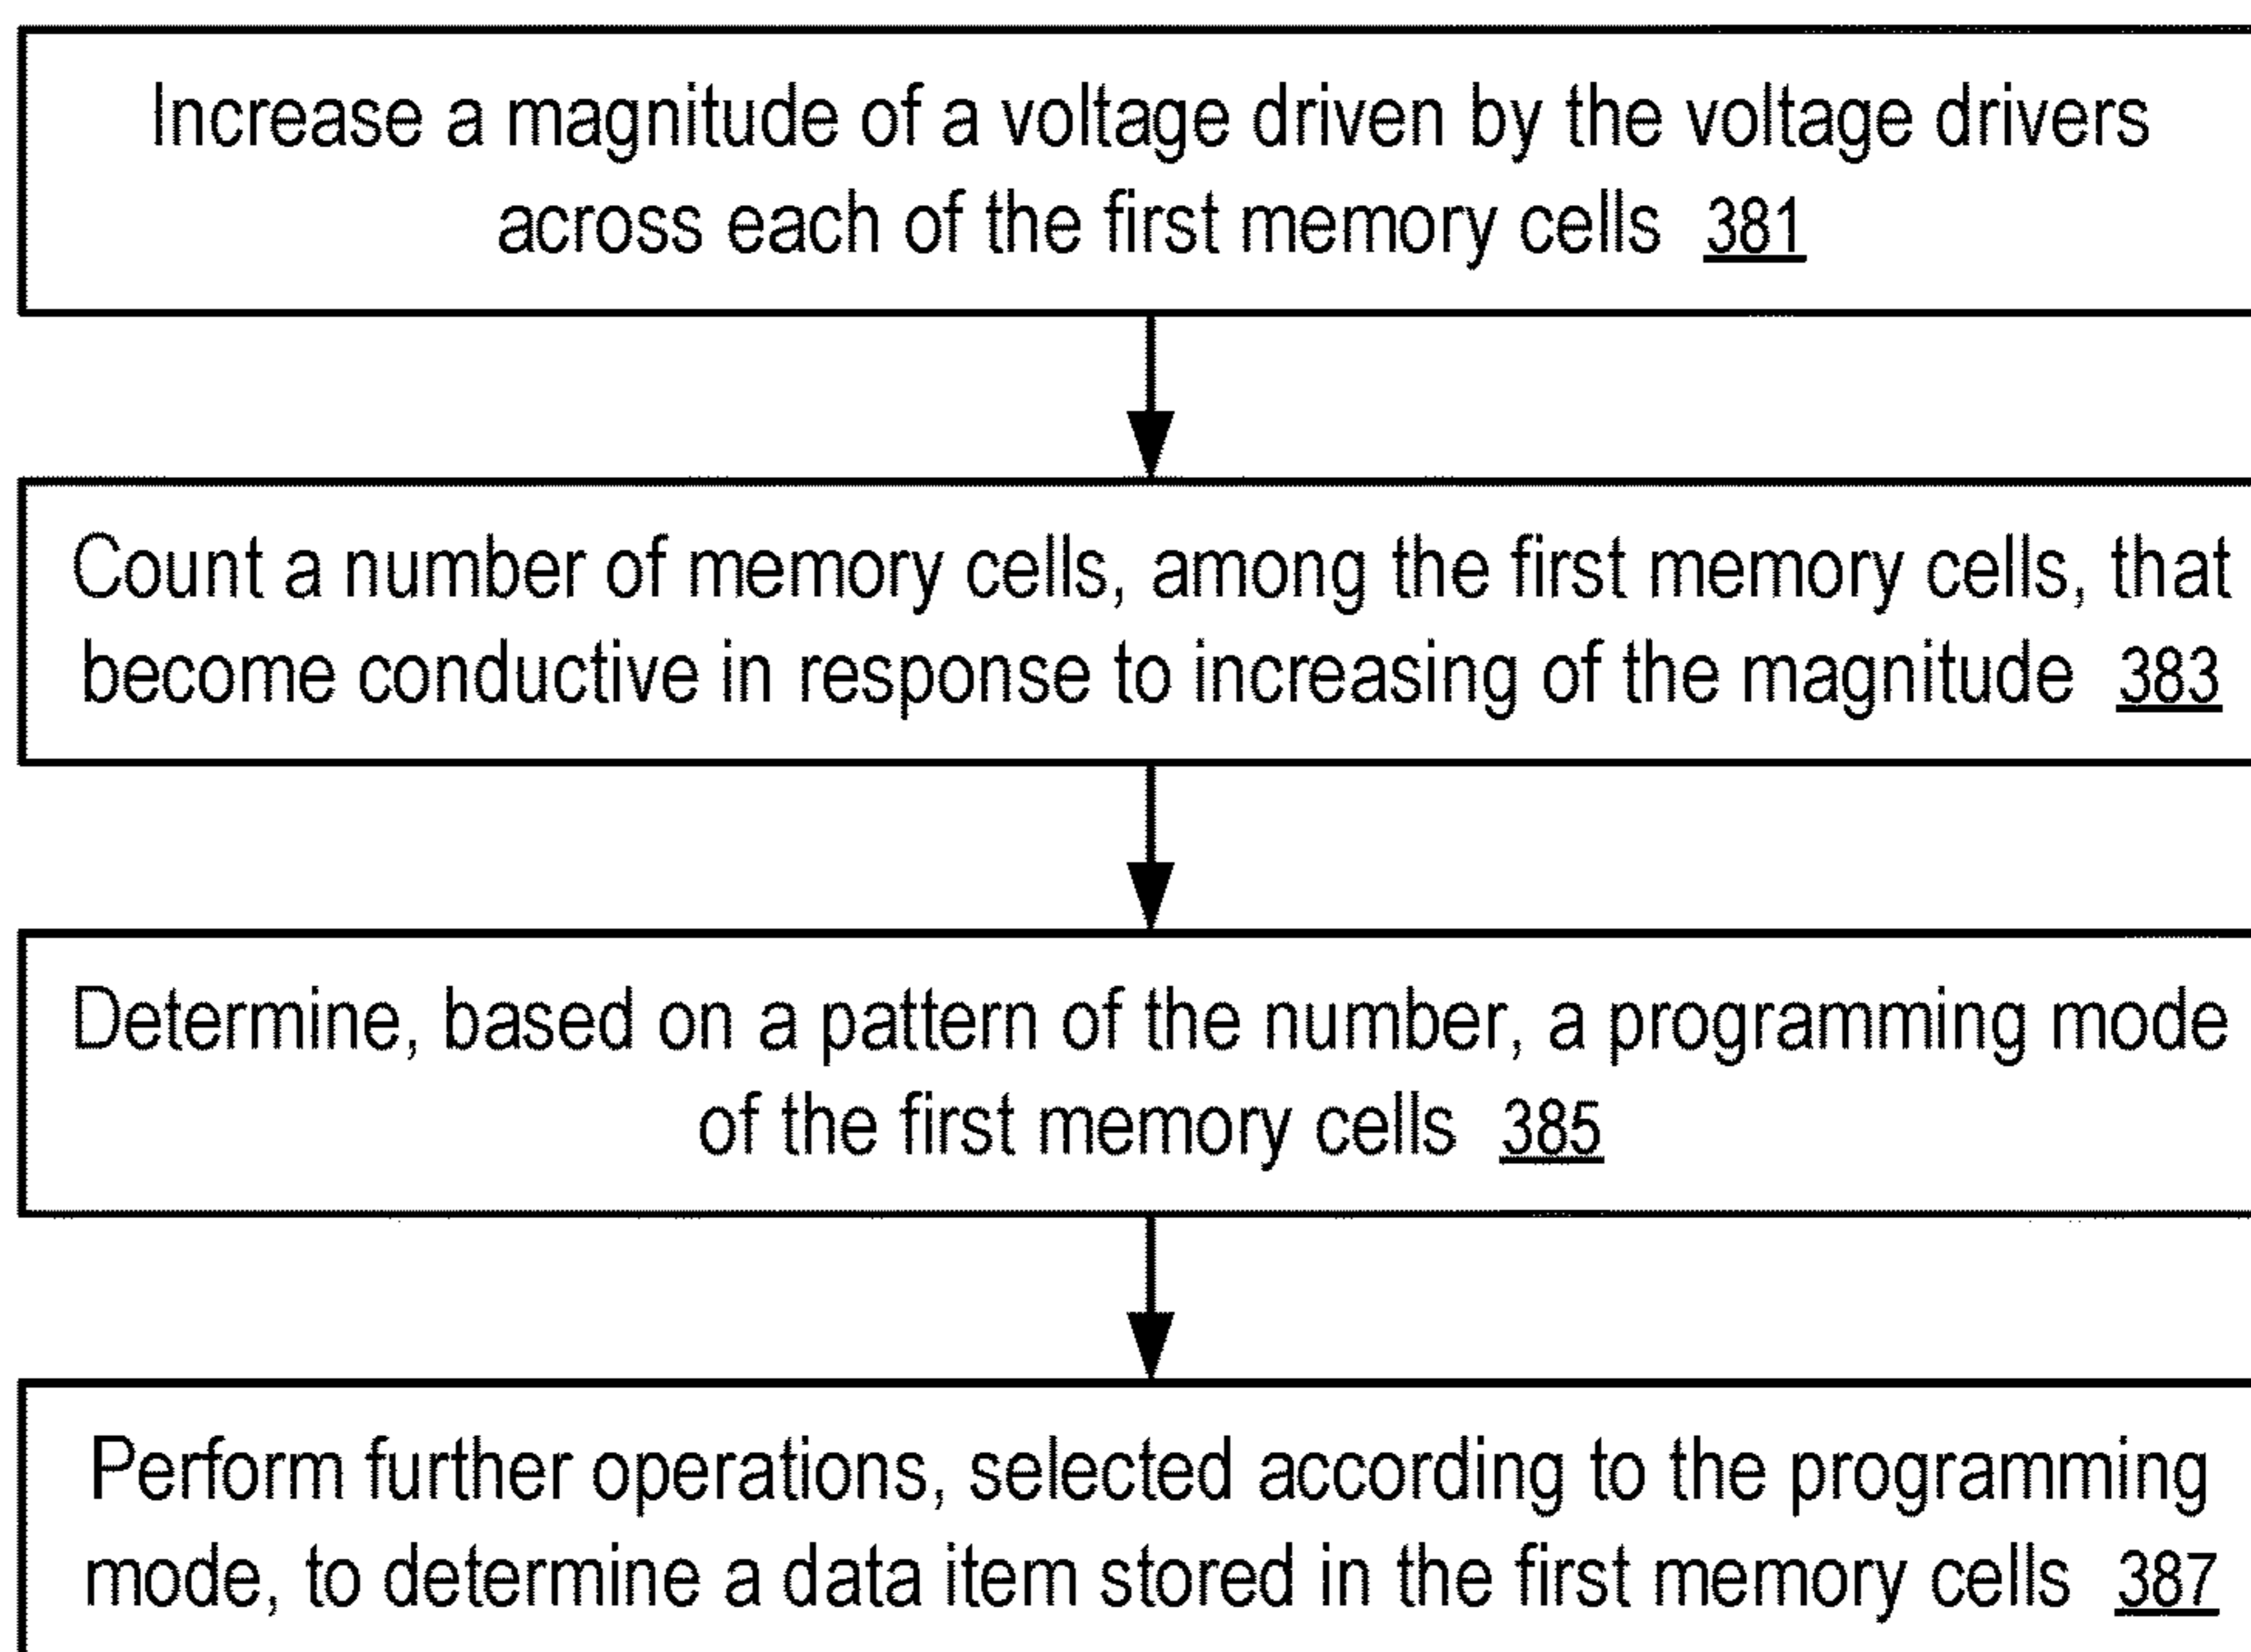 Increase a magnitude of a voltage driven by the voltage drivers
across each of the first memory cells 381
Count a number of memory cells, among the first memory cells, that
become conductive in response to increasing of the magnitude 383
Determine, based on a pattern of the number, a programming mode
of the first memory cells 385
Perform further operations, selected according to the programming
mode, to determine a data item stored in the first memory cells 387